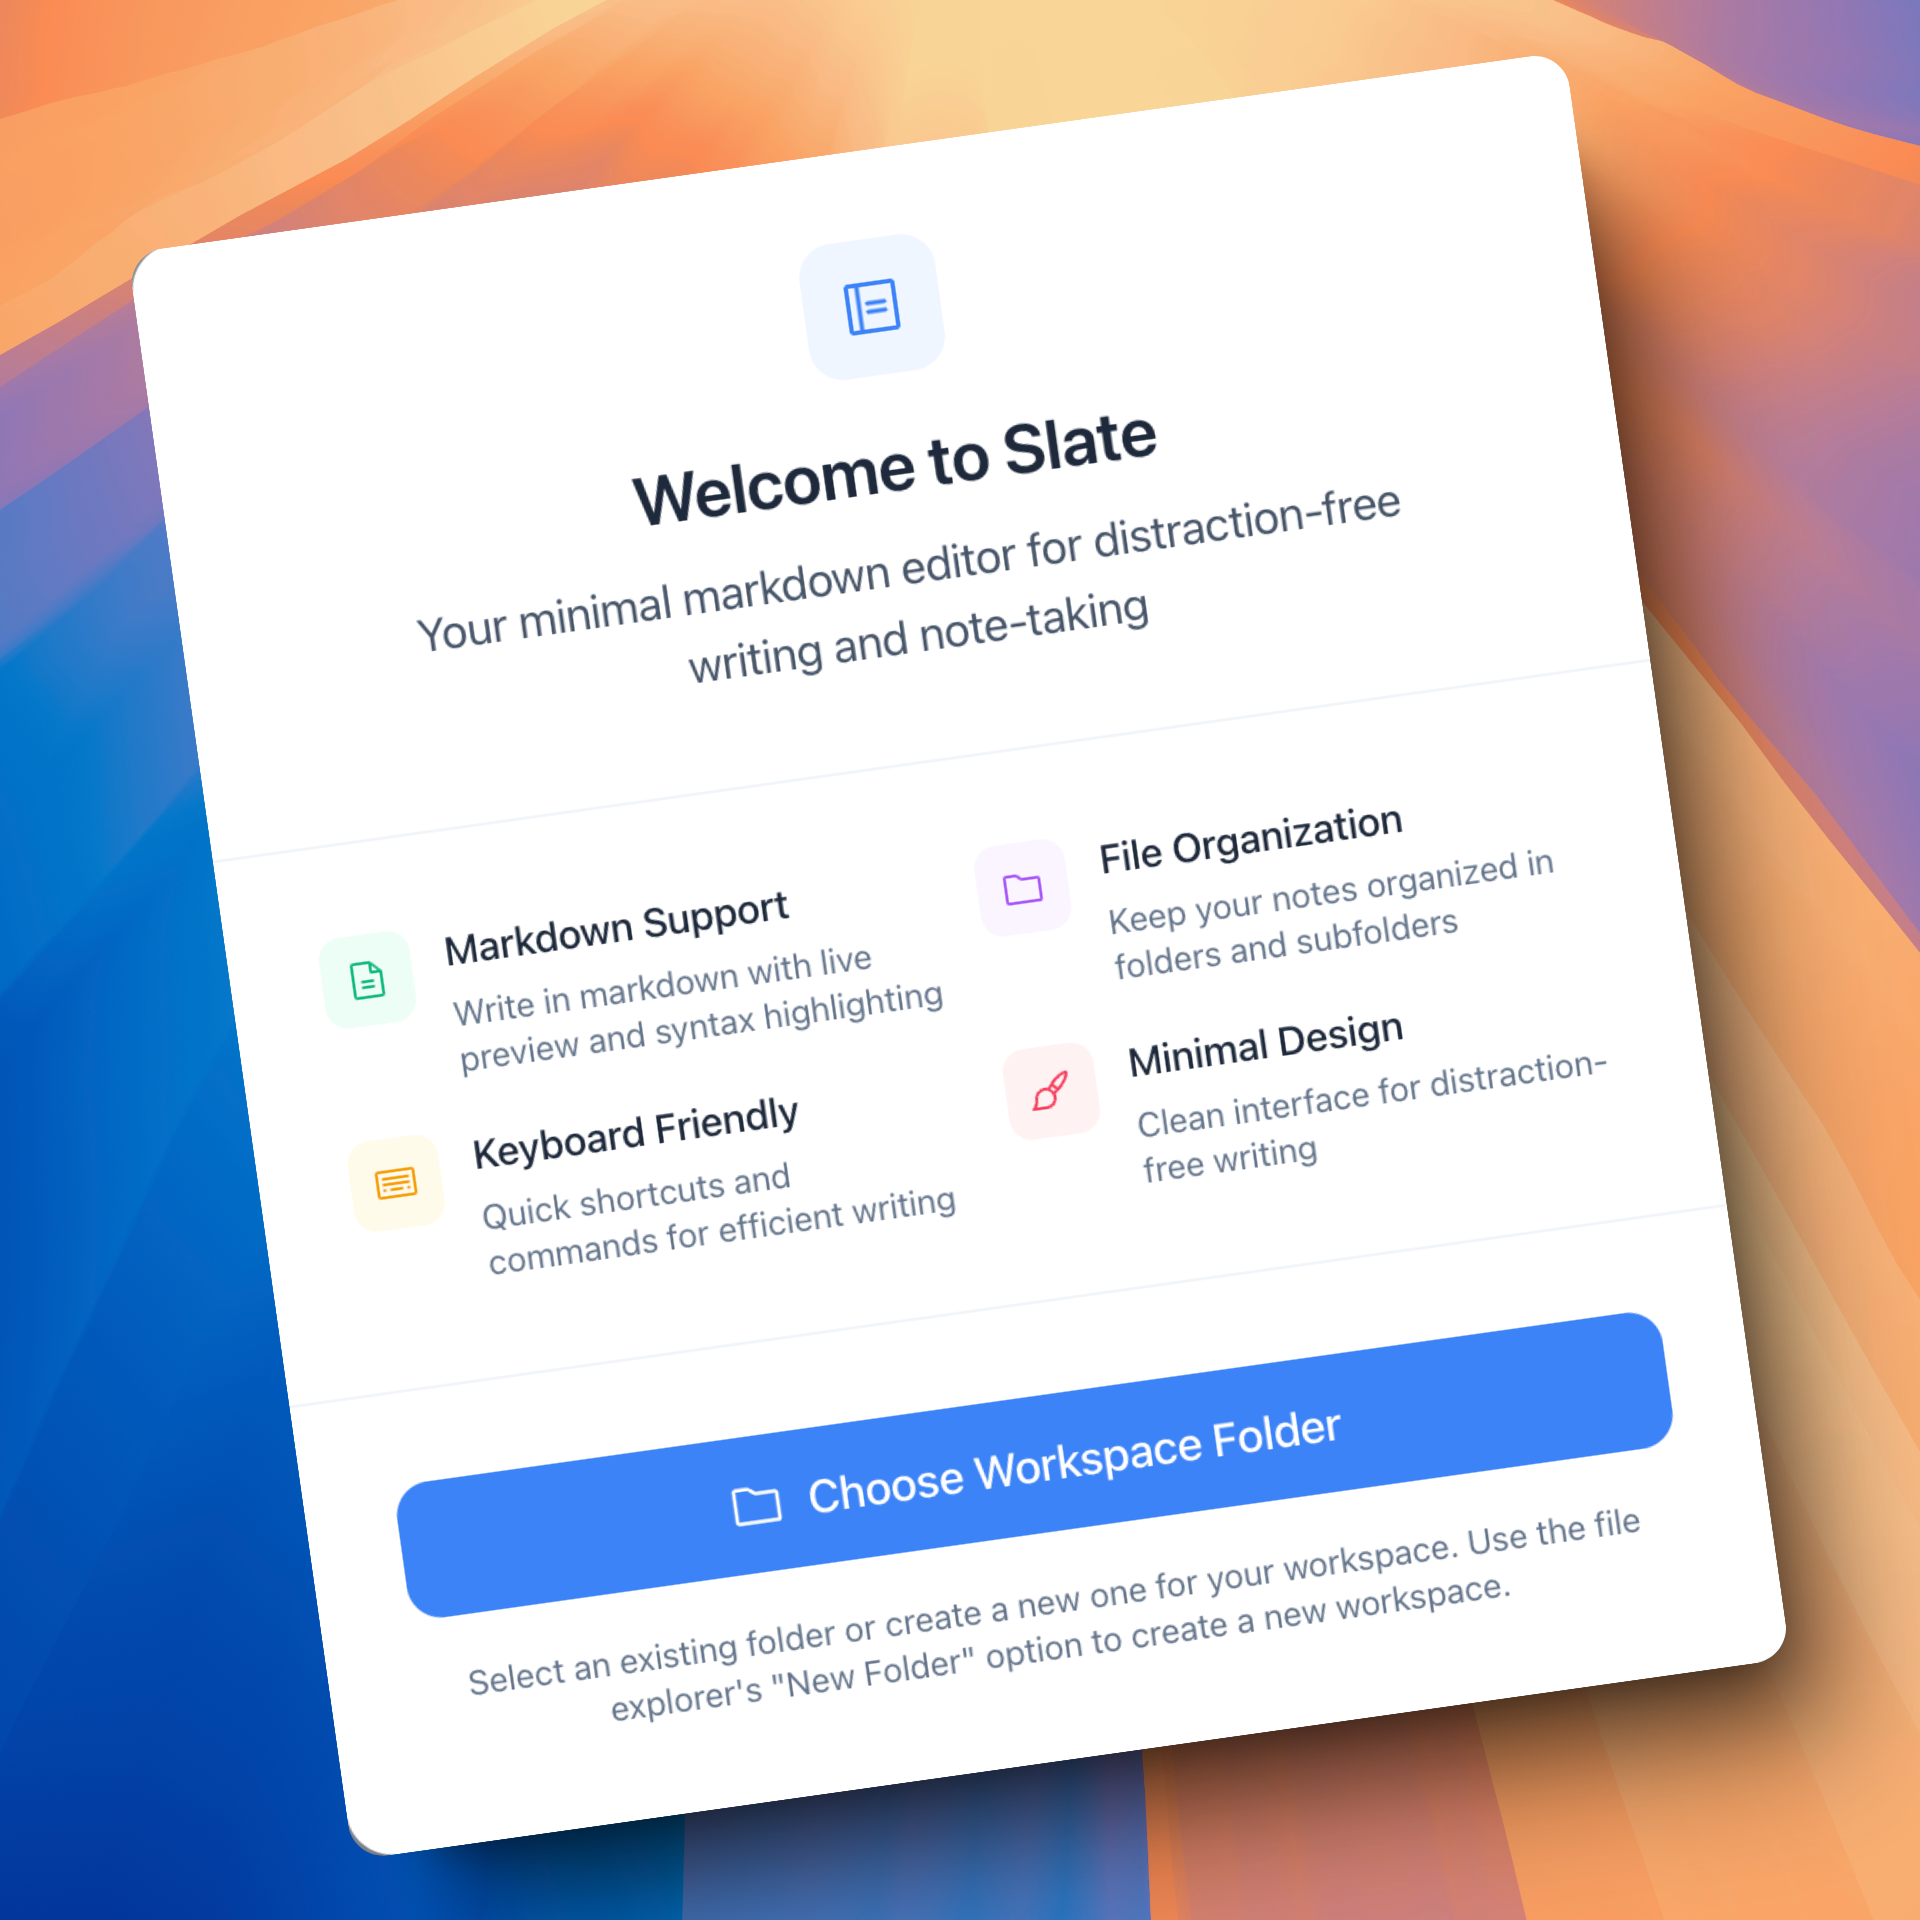 Welcome to Slate
Your minimal markdown editor for distraction-free
writing and note-taking
Markdown Support
Write in markdown with live
preview and syntax highlighting
File Organization
Keep your notes organized in
folders and subfolders
Keyboard Friendly
Quick shortcuts and
commands for efficient writing
Minimal Design
Clean interface for distraction-
free writing
Choose Workspace Folder
Select an existing folder or create a new one for your workspace. Use the file
explorer's "New Folder" option to create a new workspace.